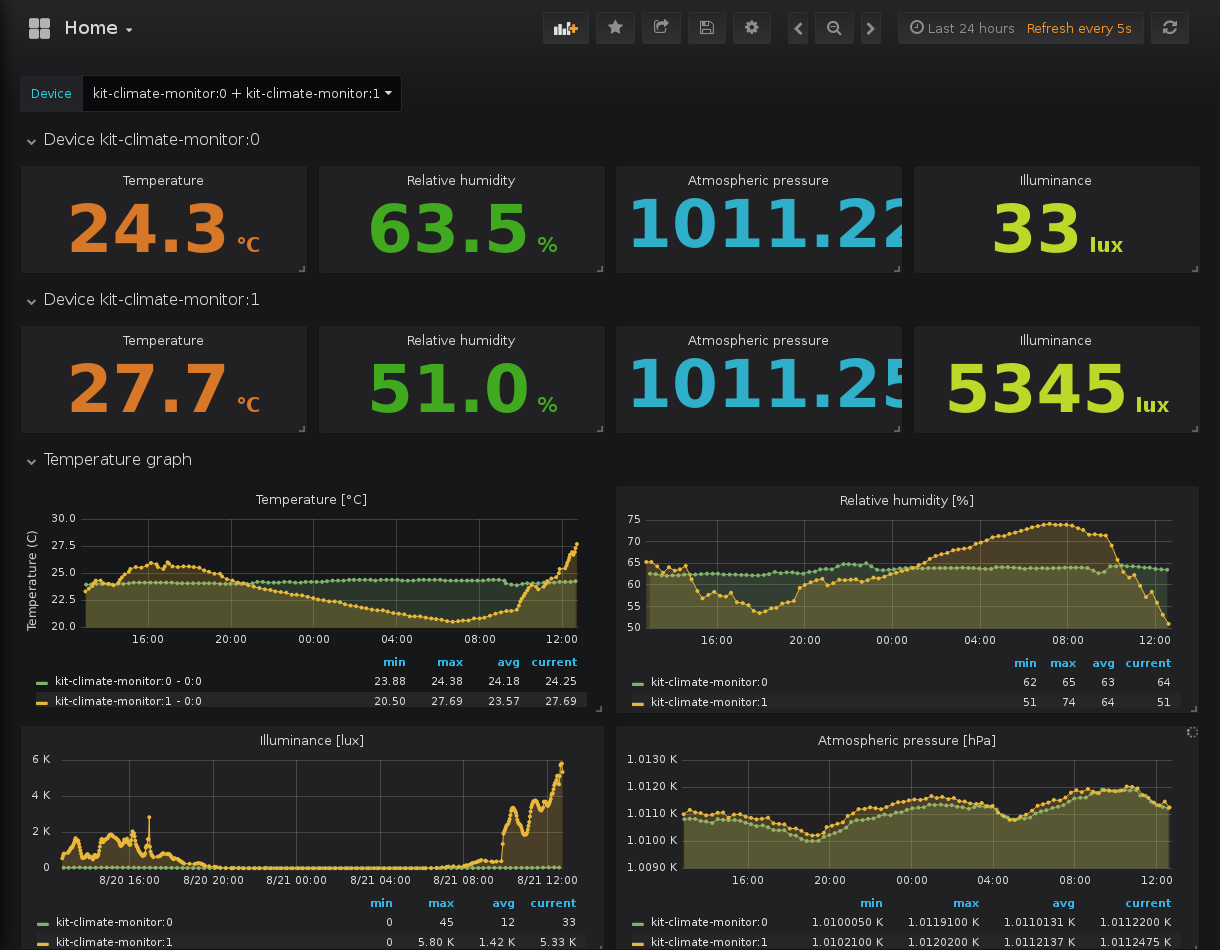 Home
Last 24 hours Refresh every 5s
Device kit-climate-monitor:0 + kit-climate-monitor:1
Device kit-climate-monitor:0
Temperature Relative humidity Atmospheric pressure Illuminance
24.3 °C 63.5 % 1011.22 33 lux
Device kit-climate-monitor:1
Temperature Relative humidity Atmospheric pressure Illuminance
27.7 °C 51.0 % 1011.25 5345 lux
Temperature graph
Temperature [°C]
Temperature (C)
30.0
27.5
25.0
22.5
20.0
16:00 20:00 00:00 04:00 08:00 12:00
min max avg current
kit-climate-monitor:0 - 0:0 23.88 24.38 24.18 24.25
kit-climate-monitor:1 - 0:0 20.50 27.69 23.57 27.69
Relative humidity [%]
75
70
65
60
55
50
16:00 20:00 00:00 04:00 08:00 12:00
min max avg current
kit-climate-monitor:0 62 65 63 64
kit-climate-monitor:1 51 74 64 51
Illuminance [lux]
6 K
4 K
2 K
0
8/20 16:00 8/20 20:00 8/21 00:00 8/21 04:00 8/21 08:00 8/21 12:00
min max avg current
kit-climate-monitor:0 0 45 12 33
kit-climate-monitor:1 0 5.80 K 1.42 K 5.33 K
Atmospheric pressure [hPa]
1.0130 K
1.0120 K
1.0110 K
1.0100 K
1.0090 K
16:00 20:00 00:00 04:00 08:00 12:00
min max avg current
kit-climate-monitor:0 1.0100050 K 1.0119100 K 1.0110131 K 1.0112200 K
kit-climate-monitor:1 1.0102100 K 1.0120200 K 1.0112137 K 1.0112475 K